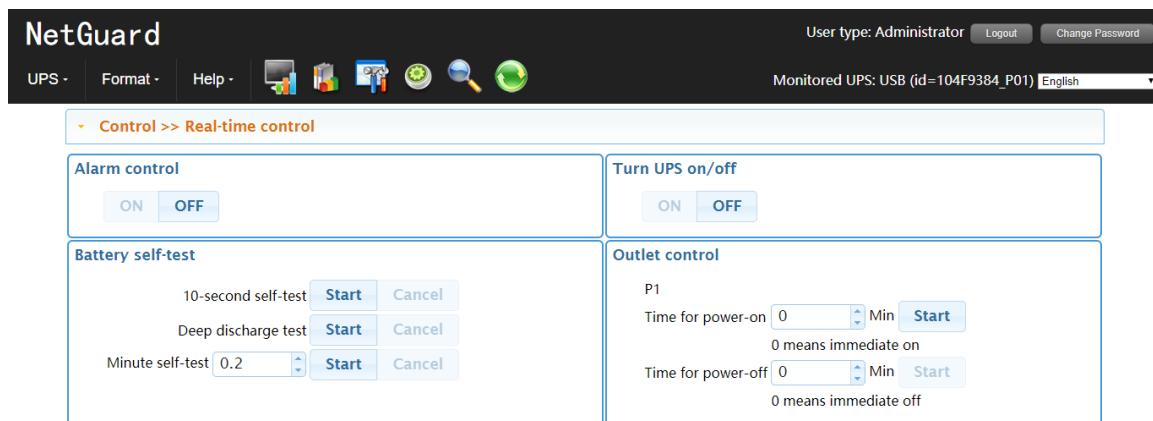 NetGuard
User type: Administrator Logout Change Password
UPS Format Help
Monitored UPS: USB (id=104F9384_P01) English
Control >> Real-time control
Alarm control
ON OFF
Turn UPS on/off
ON OFF
Battery self-test
10-second self-test Start Cancel
Deep discharge test Start Cancel
Minute self-test 0.2 Start Cancel
Outlet control
P1
Time for power-on 0 Min Start
0 means immediate on
Time for power-off 0 Min Start
0 means immediate off